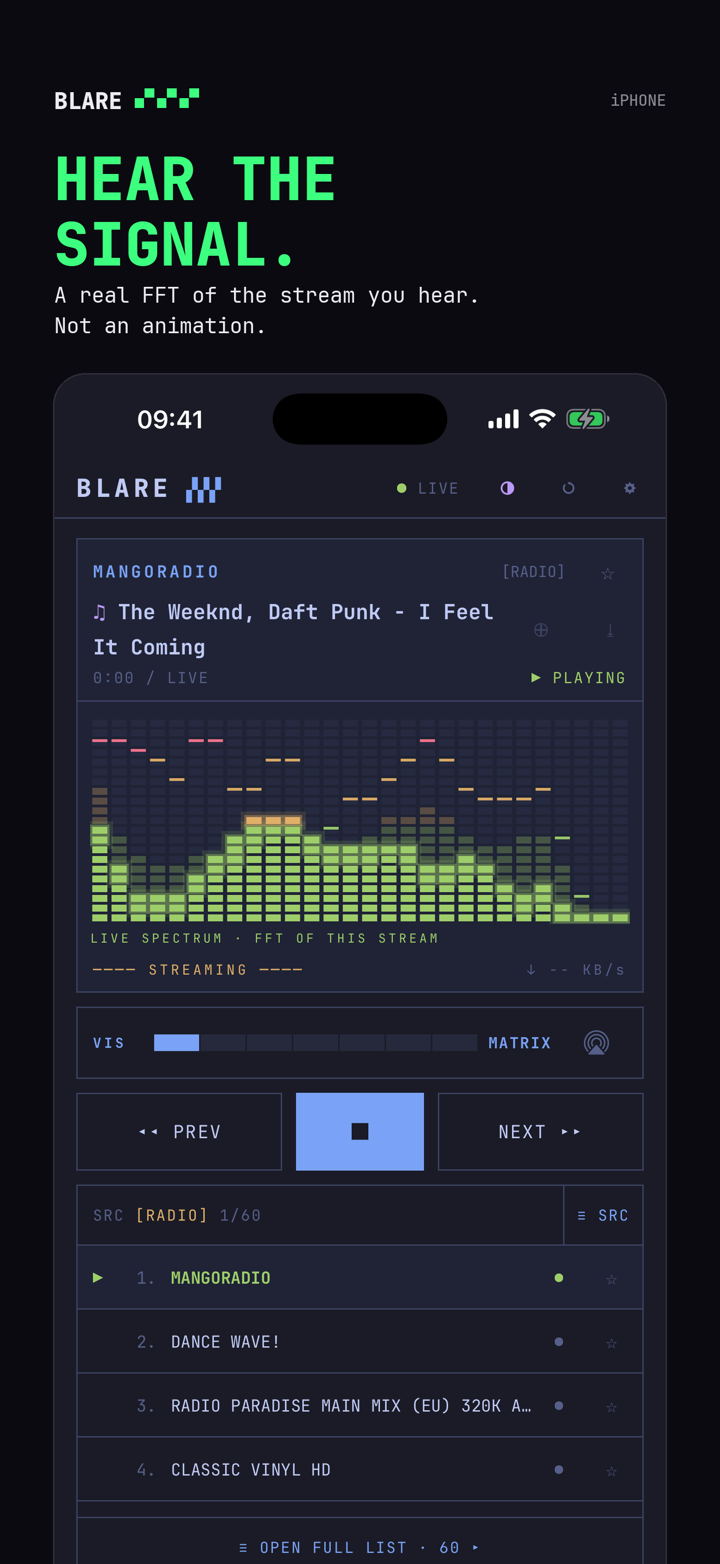 BLARE
iPHONE
HEAR THE
SIGNAL.
A real FFT of the stream you hear.
Not an animation.
09:41
BLARE
● LIVE
MANGORADIO
[RADIO] ☆
♫ The Weeknd, Daft Punk - I Feel
It Coming
0:00 / LIVE
▶ PLAYING
LIVE SPECTRUM · FFT OF THIS STREAM
──── STREAMING ────
↓ -- KB/s
VIS
MATRIX
◂◂ PREV
■
NEXT ▸▸
SRC [RADIO] 1/60
≡ SRC
▶ 1. MANGORADIO ● ☆
2. DANCE WAVE! ● ☆
3. RADIO PARADISE MAIN MIX (EU) 320K A… ● ☆
4. CLASSIC VINYL HD ● ☆
≡ OPEN FULL LIST · 60 ▸